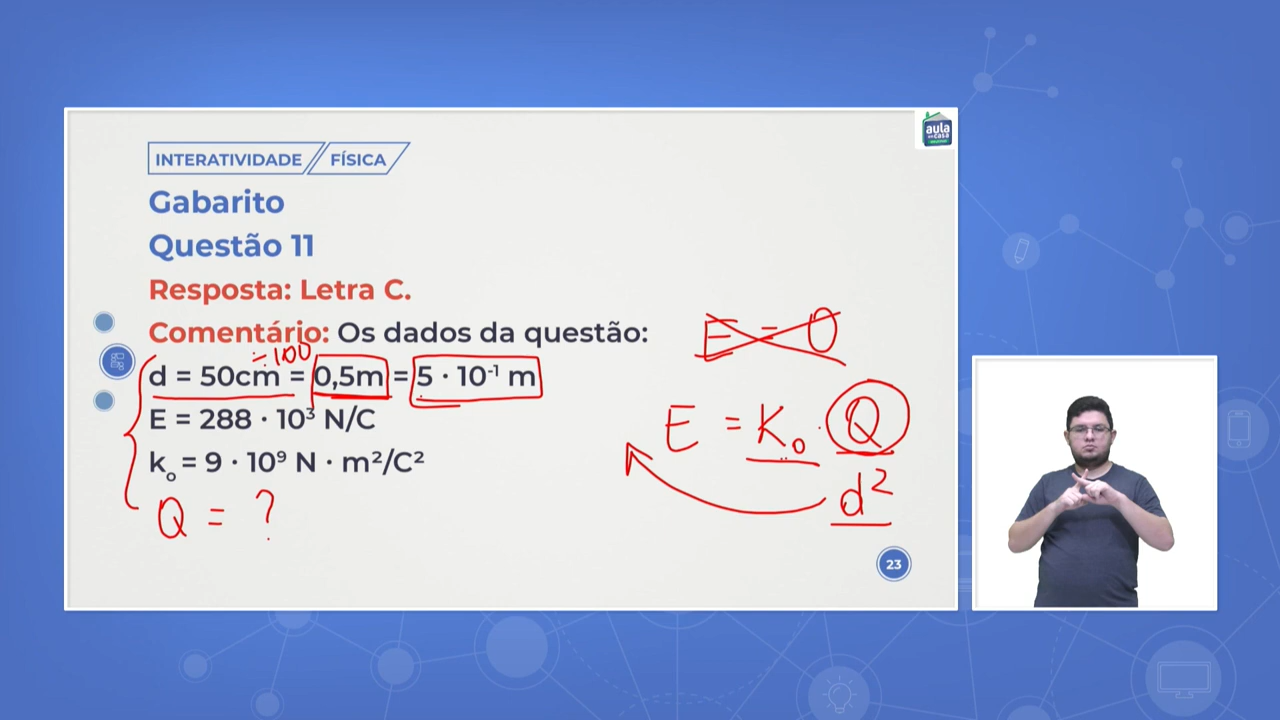 aula
em casa
INTERATIVIDADE FÍSICA
Gabarito
Questão 11
Resposta: Letra C.
Comentário: Os dados da questão:
÷100
d = 50cm = 0,5m = 5 · 10⁻¹ m
E = 288 · 10³ N/C
kₒ = 9 · 10⁹ N · m²/C²
Q = ?
E = 0
E = K₀ · Q
d²
23